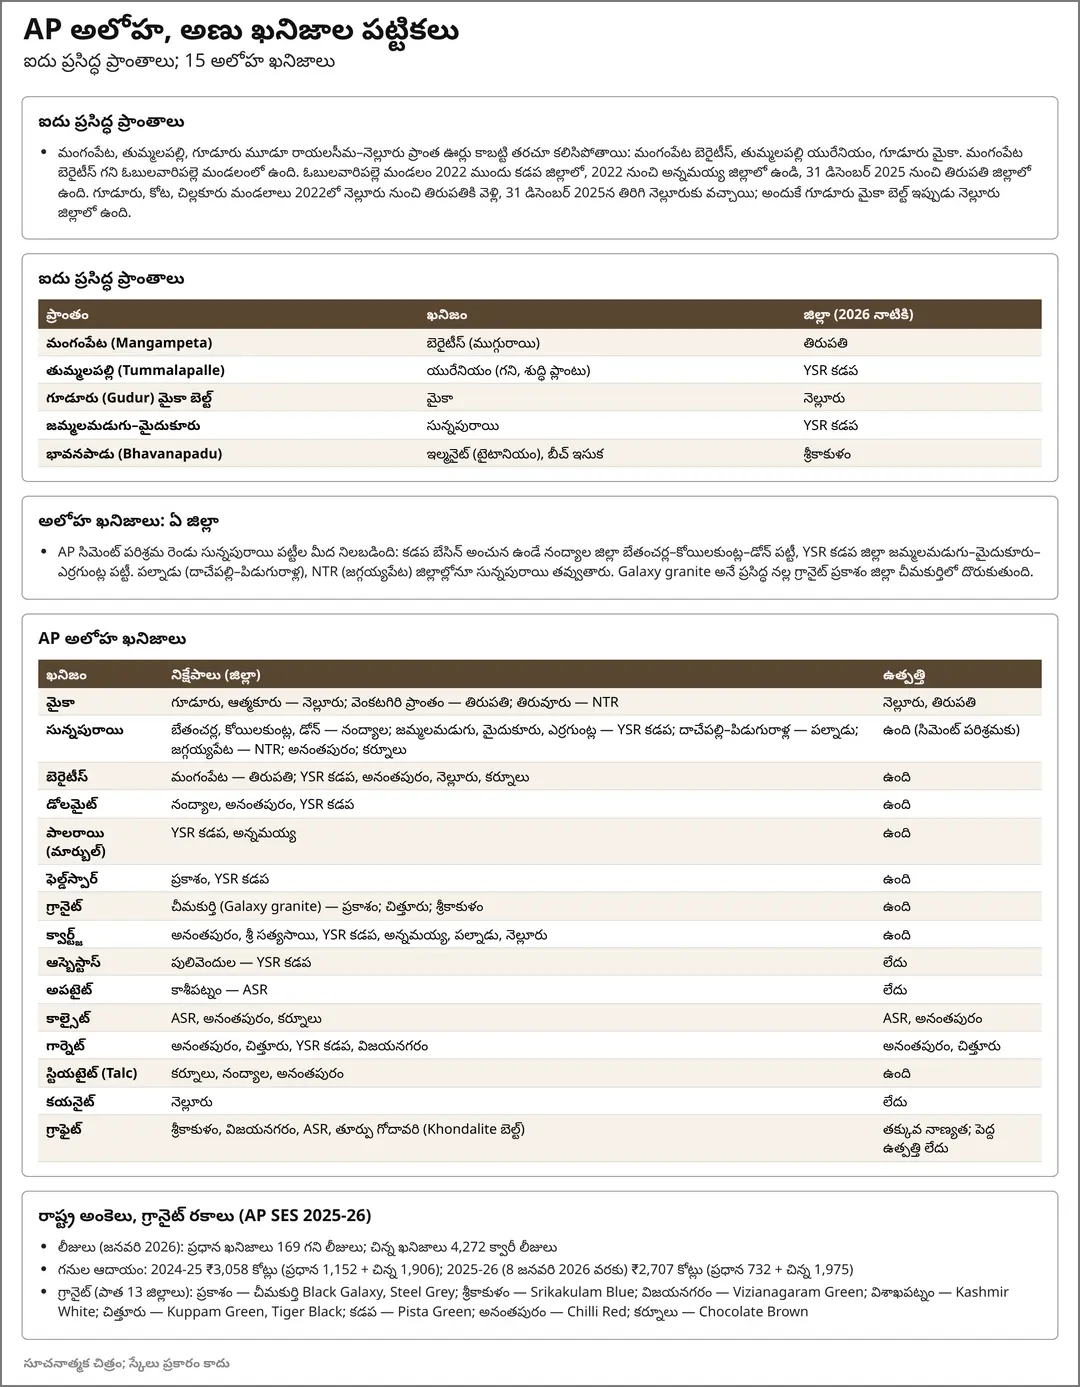 AP అలోహ, అణు ఖనిజాల పట్టికలు
ఐదు ప్రసిద్ధ ప్రాంతాలు; 15 అలోహ ఖనిజాలు
ఐదు ప్రసిద్ధ ప్రాంతాలు
• మంగంపేట, తుమ్మలపల్లి, గూడూరు మూడూ రాయలసీమ–నెల్లూరు ప్రాంత ఊర్లు కాబట్టి తరచూ కలిసిపోతాయి: మంగంపేట బెరైటీస్, తుమ్మలపల్లి యురేనియం, గూడూరు మైకా. మంగంపేట
బెరైటీస్ గని ఓబులవారిపల్లె మండలంలో ఉంది. ఓబులవారిపల్లె మండలం 2022 ముందు కడప జిల్లాలో, 2022 నుంచి అన్నమయ్య జిల్లాలో ఉండి, 31 డిసెంబర్ 2025 నుంచి తిరుపతి జిల్లాలో
ఉంది. గూడూరు, కోట, చిల్లకూరు మండలాలు 2022లో నెల్లూరు నుంచి తిరుపతికి వెళ్లి, 31 డిసెంబర్ 2025న తిరిగి నెల్లూరుకు వచ్చాయి; అందుకే గూడూరు మైకా బెల్ట్ ఇప్పుడు నెల్లూరు
జిల్లాలో ఉంది.
ఐదు ప్రసిద్ధ ప్రాంతాలు
ప్రాంతం ఖనిజం జిల్లా (2026 నాటికి)
మంగంపేట (Mangampeta) బెరైటీస్ (ముగ్గురాయి) తిరుపతి
తుమ్మలపల్లి (Tummalapalle) యురేనియం (గని, శుద్ధి ప్లాంటు) YSR కడప
గూడూరు (Gudur) మైకా బెల్ట్ మైకా నెల్లూరు
జమ్మలమడుగు–మైదుకూరు సున్నపురాయి YSR కడప
భావనపాడు (Bhavanapadu) ఇల్మనైట్ (టైటానియం), బీచ్ ఇసుక శ్రీకాకుళం
అలోహ ఖనిజాలు: ఏ జిల్లా
• AP సిమెంట్ పరిశ్రమ రెండు సున్నపురాయి పట్టీల మీద నిలబడింది: కడప బేసిన్ అంచున ఉండే నంద్యాల జిల్లా బేతంచర్ల–కోయిలకుంట్ల–డోన్ పట్టీ, YSR కడప జిల్లా జమ్మలమడుగు–మైదుకూరు–
ఎర్రగుంట్ల పట్టీ. పల్నాడు (దాచేపల్లి–పిడుగురాళ్ల), NTR (జగ్గయ్యపేట) జిల్లాల్లోనూ సున్నపురాయి తవ్వుతారు. Galaxy granite అనే ప్రసిద్ధ నల్ల గ్రానైట్ ప్రకాశం జిల్లా చీమకుర్తిలో దొరుకుతుంది.
AP అలోహ ఖనిజాలు
ఖనిజం నిక్షేపాలు (జిల్లా) ఉత్పత్తి
మైకా గూడూరు, ఆత్మకూరు — నెల్లూరు; వెంకటగిరి ప్రాంతం — తిరుపతి; తిరువూరు — NTR నెల్లూరు, తిరుపతి
సున్నపురాయి బేతంచర్ల, కోయిలకుంట్ల, డోన్ — నంద్యాల; జమ్మలమడుగు, మైదుకూరు, ఎర్రగుంట్ల — YSR కడప; దాచేపల్లి–పిడుగురాళ్ల — పల్నాడు; ఉంది (సిమెంట్ పరిశ్రమకు)
జగ్గయ్యపేట — NTR; అనంతపురం; కర్నూలు
బెరైటీస్ మంగంపేట — తిరుపతి; YSR కడప, అనంతపురం, నెల్లూరు, కర్నూలు ఉంది
డోలమైట్ నంద్యాల, అనంతపురం, YSR కడప ఉంది
పాలరాయి YSR కడప, అన్నమయ్య ఉంది
(మార్బుల్)
ఫెల్డ్‌స్పార్ ప్రకాశం, YSR కడప ఉంది
గ్రానైట్ చీమకుర్తి (Galaxy granite) — ప్రకాశం; చిత్తూరు; శ్రీకాకుళం ఉంది
క్వార్ట్జ్ అనంతపురం, శ్రీ సత్యసాయి, YSR కడప, అన్నమయ్య, పల్నాడు, నెల్లూరు ఉంది
ఆస్బెస్టాస్ పులివెందుల — YSR కడప లేదు
అపటైట్ కాశీపట్నం — ASR లేదు
కాల్సైట్ ASR, అనంతపురం, కర్నూలు ASR, అనంతపురం
గార్నెట్ అనంతపురం, చిత్తూరు, YSR కడప, విజయనగరం అనంతపురం, చిత్తూరు
స్టియటైట్ (Talc) కర్నూలు, నంద్యాల, అనంతపురం ఉంది
కయనైట్ నెల్లూరు లేదు
గ్రాఫైట్ శ్రీకాకుళం, విజయనగరం, ASR, తూర్పు గోదావరి (Khondalite బెల్ట్) తక్కువ నాణ్యత; పెద్ద
ఉత్పత్తి లేదు
రాష్ట్ర అంకెలు, గ్రానైట్ రకాలు (AP SES 2025-26)
• లీజులు (జనవరి 2026): ప్రధాన ఖనిజాలు 169 గని లీజులు; చిన్న ఖనిజాలు 4,272 క్వారీ లీజులు
• గనుల ఆదాయం: 2024-25 ₹3,058 కోట్లు (ప్రధాన 1,152 + చిన్న 1,906); 2025-26 (8 జనవరి 2026 వరకు) ₹2,707 కోట్లు (ప్రధాన 732 + చిన్న 1,975)
• గ్రానైట్ (పాత 13 జిల్లాలు): ప్రకాశం — చీమకుర్తి Black Galaxy, Steel Grey; శ్రీకాకుళం — Srikakulam Blue; విజయనగరం — Vizianagaram Green; విశాఖపట్నం — Kashmir
White; చిత్తూరు — Kuppam Green, Tiger Black; కడప — Pista Green; అనంతపురం — Chilli Red; కర్నూలు — Chocolate Brown
సూచనాత్మక చిత్రం; స్కేలు ప్రకారం కాదు